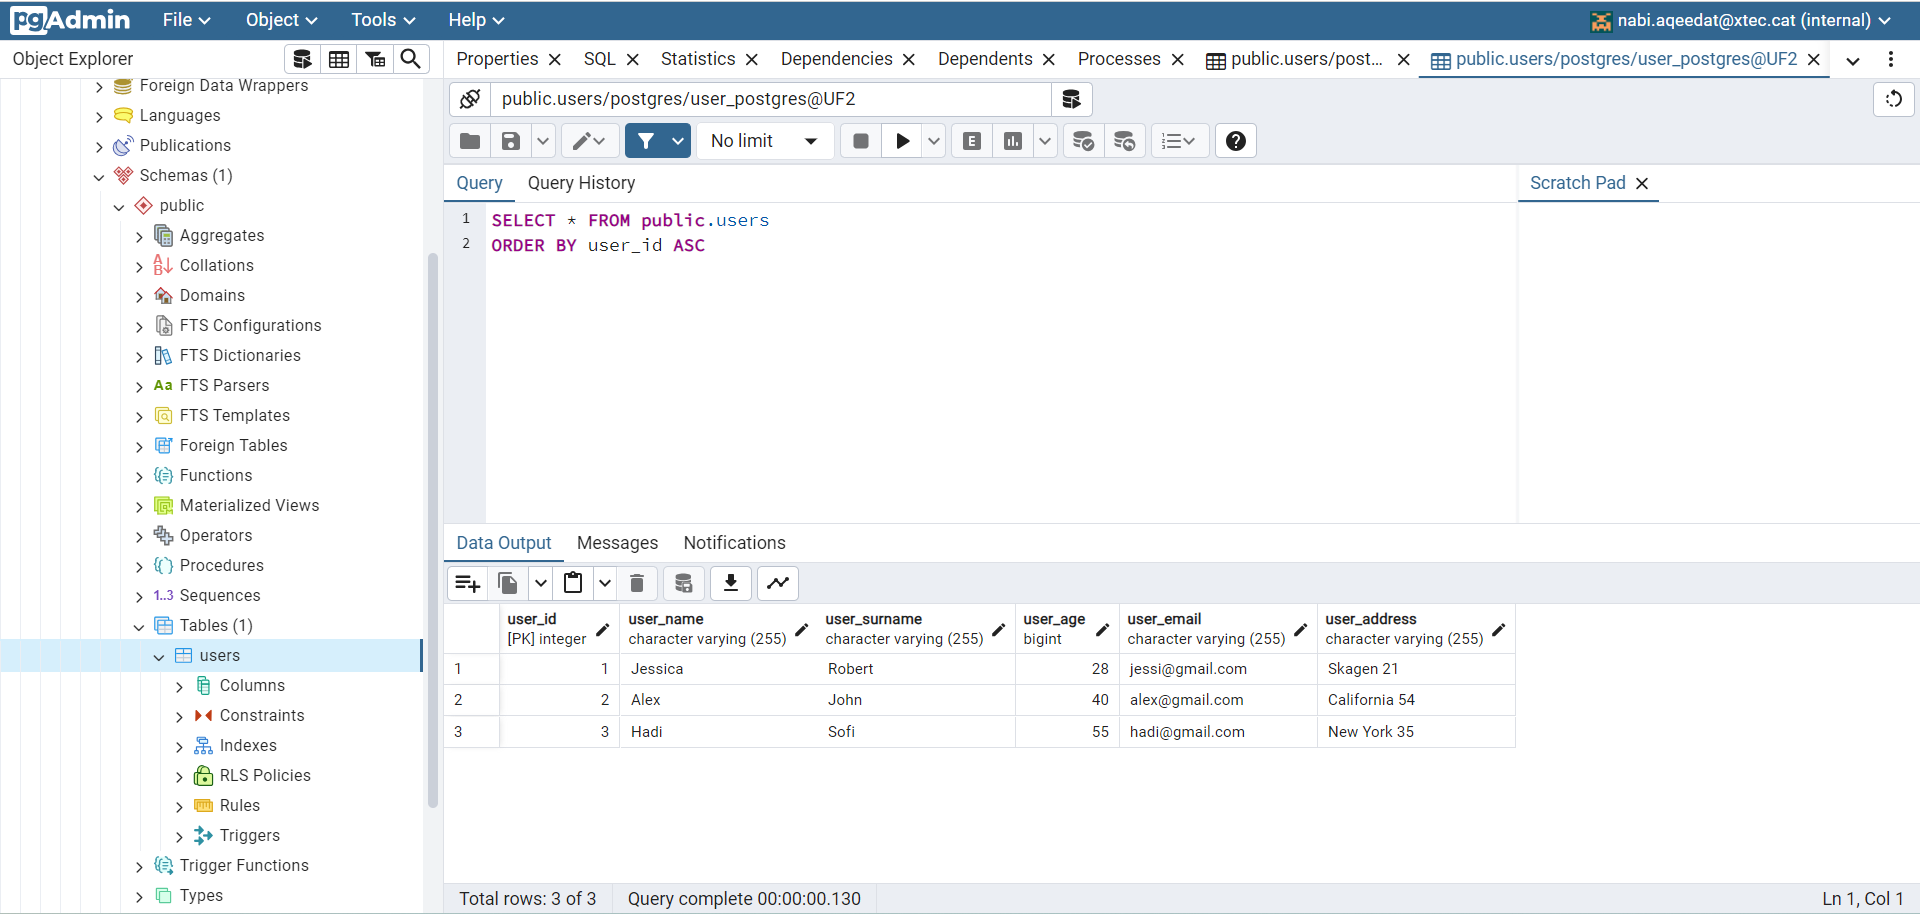 pgAdmin File Object Tools Help nabi.aqeedat@xtec.cat (internal)
Object Explorer
Properties SQL Statistics Dependencies Dependents Processes public.users/post... public.users/postgres/user_postgres@UF2
Foreign Data Wrappers
Languages
Publications
Schemas (1)
public
Aggregates
Collations
Domains
FTS Configurations
FTS Dictionaries
Aa FTS Parsers
FTS Templates
Foreign Tables
Functions
Materialized Views
Operators
Procedures
1..3 Sequences
Tables (1)
users
Columns
Constraints
Indexes
RLS Policies
Rules
Triggers
Trigger Functions
Types
public.users/postgres/user_postgres@UF2
No limit E
Query Query History Scratch Pad
1 SELECT * FROM public.users
2 ORDER BY user_id ASC
Data Output Messages Notifications
user_id user_name user_surname user_age user_email user_address
[PK] integer character varying (255) character varying (255) bigint character varying (255) character varying (255)
1 1 Jessica Robert 28 jessi@gmail.com Skagen 21
2 2 Alex John 40 alex@gmail.com California 54
3 3 Hadi Sofi 55 hadi@gmail.com New York 35
Total rows: 3 of 3 Query complete 00:00:00.130 Ln 1, Col 1